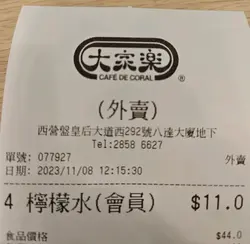 大家楽®
CAFE DE CORAL
(外賣)
西營盤皇后大道西292號八達大廈地下
Tel:2858 6627
單號: 077927 外賣
日期: 2023/11/08 12:15:30
4 檸檬水(會員) $11.0
食品價格 $44.0